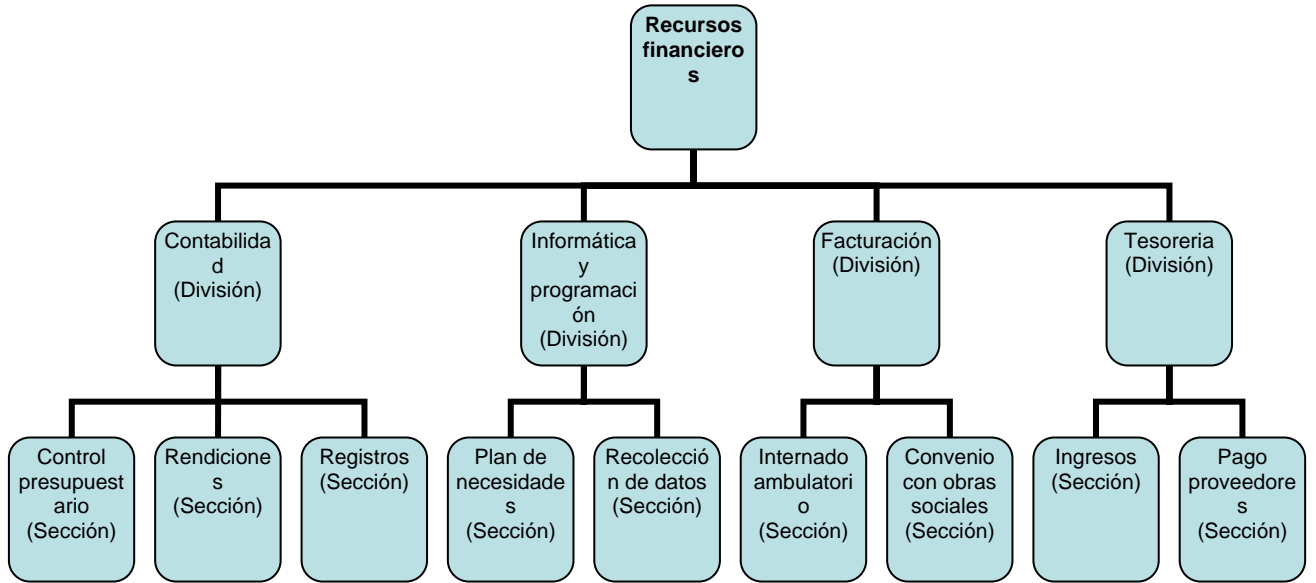 Recursos
financiero
s
Contabilida
d
(División)
Informática
y
programaci
ón
(División)
Facturación
(División)
Tesoreria
(División)
Control
presupuest
ario
(Sección)
Rendicione
s
(Sección)
Registros
(Sección)
Plan de
necesidade
s
(Sección)
Recolecció
n de datos
(Sección)
Internado
ambulatori
o
(Sección)
Convenio
con obras
sociales
(Sección)
Ingresos
(Sección)
Pago
proveedore
s
(Sección)